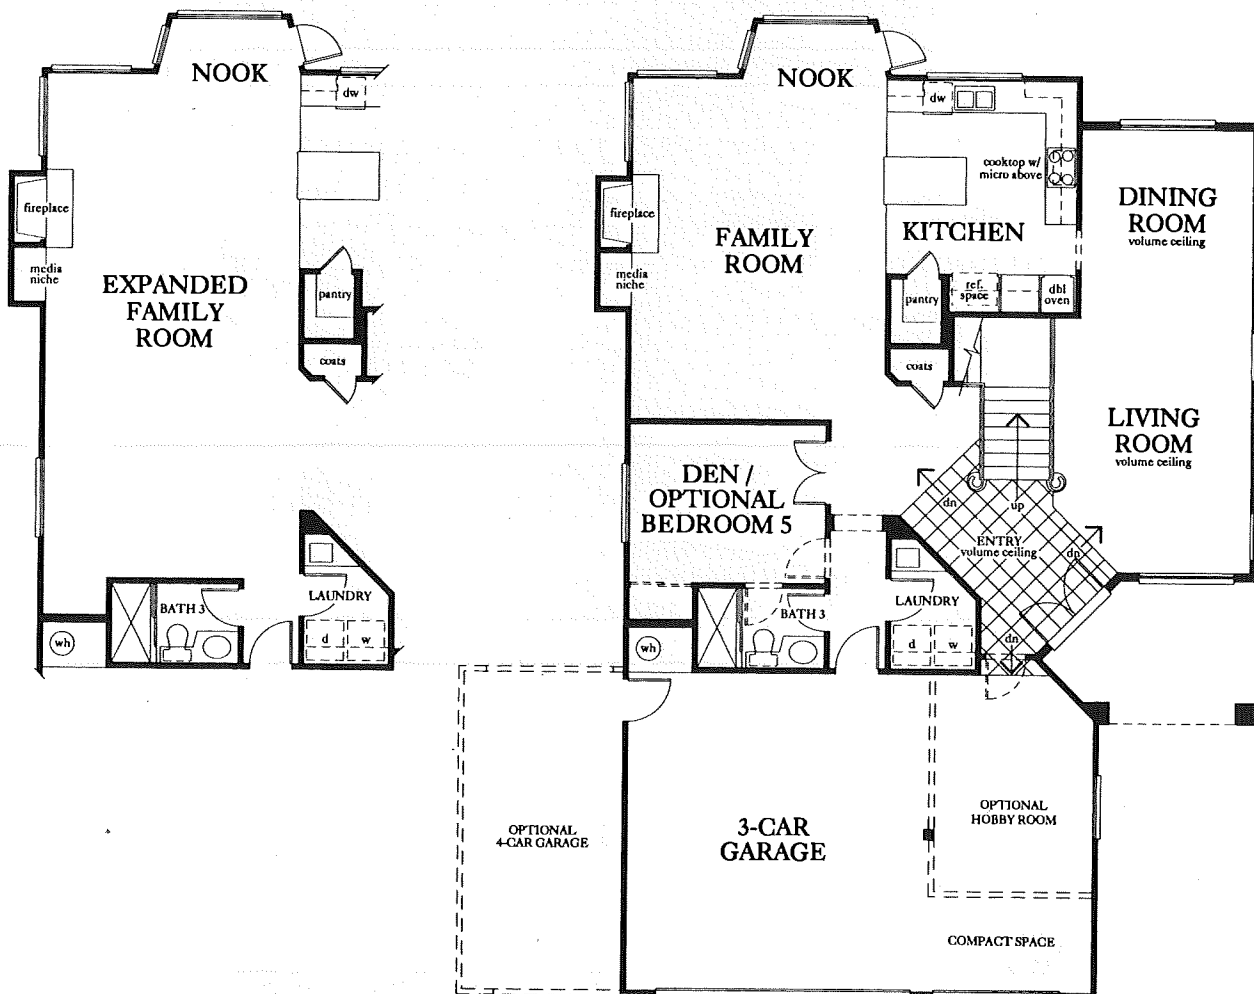 NOOK
dw
fireplace
media
niche
EXPANDED
FAMILY
ROOM
pantry
coats
BATH 3
LAUNDRY
wh
d
w
NOOK
dw
cooktop w/
micro above
fireplace
FAMILY
ROOM
KITCHEN
DINING
ROOM
volume ceiling
media
niche
pantry
ref.
space
dbl
oven
coats
LIVING
ROOM
volume ceiling
DEN /
OPTIONAL
BEDROOM 5
dn
up
ENTRY
volume ceiling
dn
BATH 3
LAUNDRY
wh
d
w
dn
OPTIONAL
4-CAR GARAGE
3-CAR
GARAGE
OPTIONAL
HOBBY ROOM
COMPACT SPACE